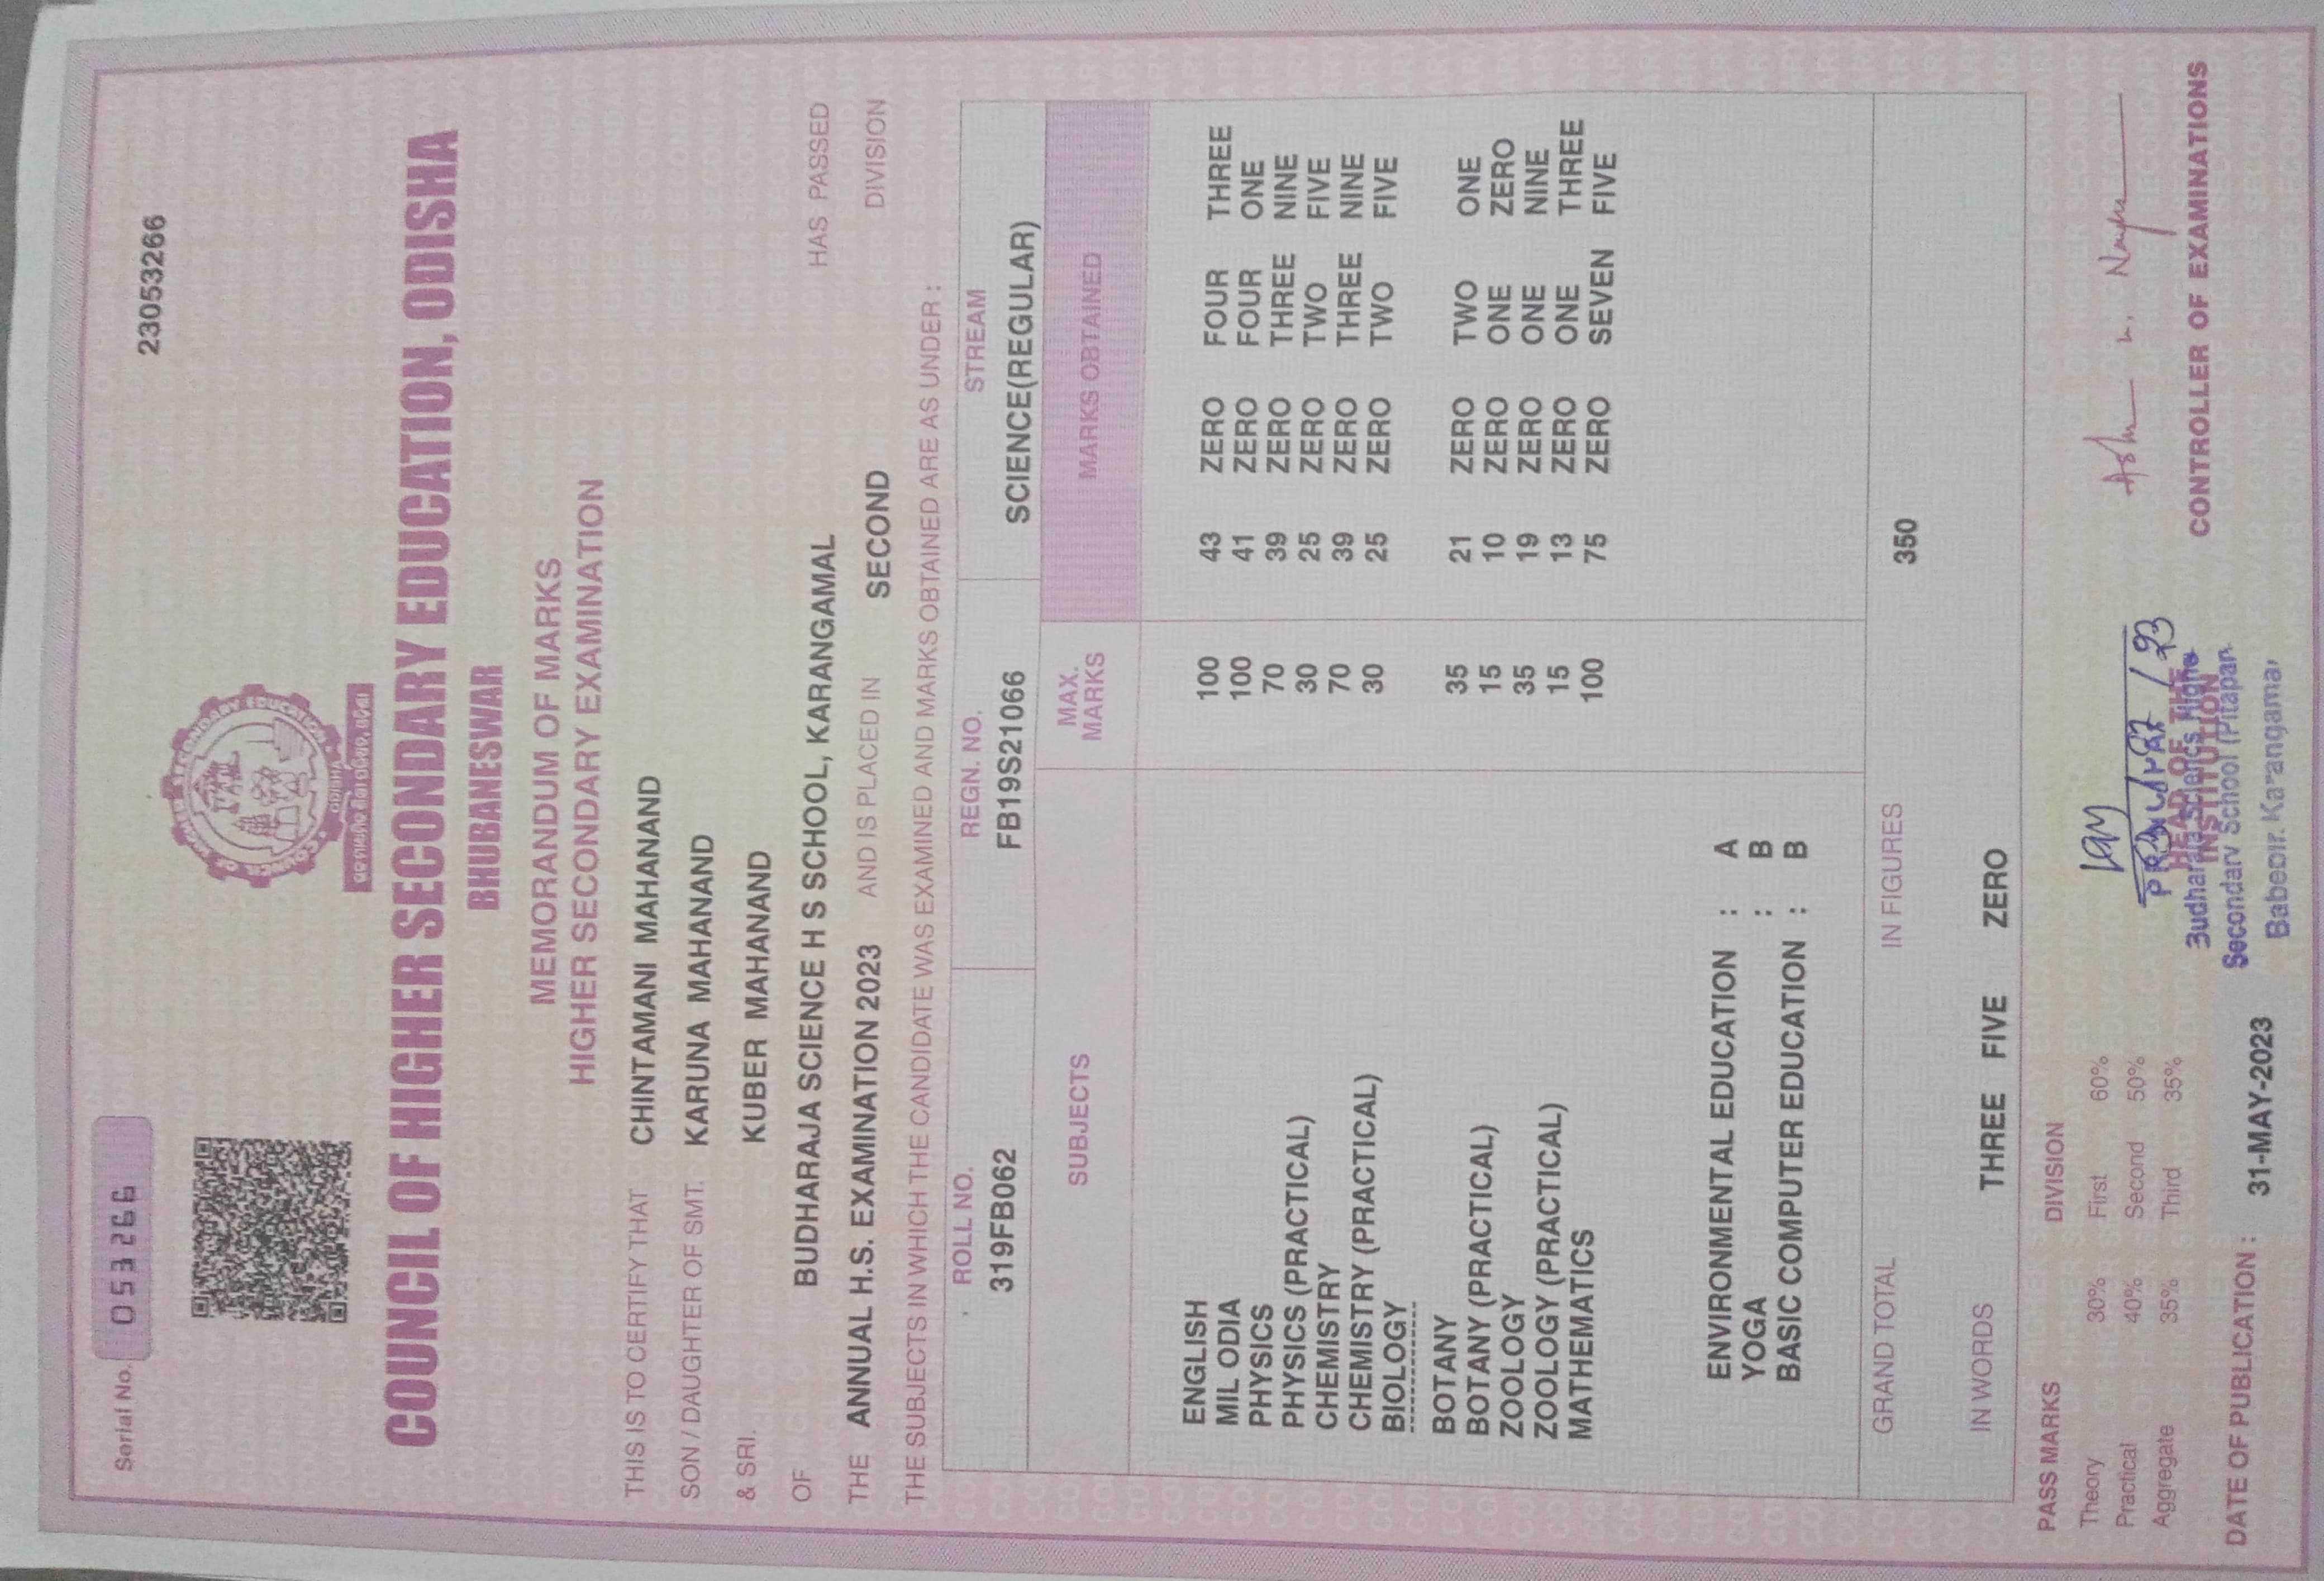 Serial No. 053266
23053266
COUNCIL OF HIGHER SECONDARY EDUCATION, ODISHA
BHUBANESWAR
MEMORANDUM OF MARKS
HIGHER SECONDARY EXAMINATION
THIS IS TO CERTIFY THAT CHINTAMANI MAHANAND
SON / DAUGHTER OF SMT. KARUNA MAHANAND
& SRI. KUBER MAHANAND
OF BUDHARAJA SCIENCE H S SCHOOL, KARANGAMAL HAS PASSED
THE ANNUAL H.S. EXAMINATION 2023 AND IS PLACED IN SECOND DIVISION
THE SUBJECTS IN WHICH THE CANDIDATE WAS EXAMINED AND MARKS OBTAINED ARE AS UNDER :
ROLL NO. REGN. NO. STREAM
319FB062 FB19S21066 SCIENCE(REGULAR)
SUBJECTS MAX. MARKS MARKS OBTAINED
ENGLISH 100 43 ZERO FOUR THREE
MIL ODIA 100 41 ZERO FOUR ONE
PHYSICS 70 39 ZERO THREE NINE
PHYSICS (PRACTICAL) 30 25 ZERO TWO FIVE
CHEMISTRY 70 39 ZERO THREE NINE
CHEMISTRY (PRACTICAL) 30 25 ZERO TWO FIVE
BIOLOGY
BOTANY 35 21 ZERO TWO ONE
BOTANY (PRACTICAL) 15 10 ZERO ONE ZERO
ZOOLOGY 35 19 ZERO ONE NINE
ZOOLOGY (PRACTICAL) 15 13 ZERO ONE THREE
MATHEMATICS 100 75 ZERO SEVEN FIVE
ENVIRONMENTAL EDUCATION : A
YOGA : B
BASIC COMPUTER EDUCATION : B
GRAND TOTAL IN FIGURES 350
IN WORDS THREE FIVE ZERO
PASS MARKS DIVISION
Theory 30% First 60%
Practical 40% Second 50%
Aggregate 35% Third 35%
HEAD OF THE
INSTITUTION
Secondary School (Pitapan
CONTROLLER OF EXAMINATIONS
DATE OF PUBLICATION : 31-MAY-2023